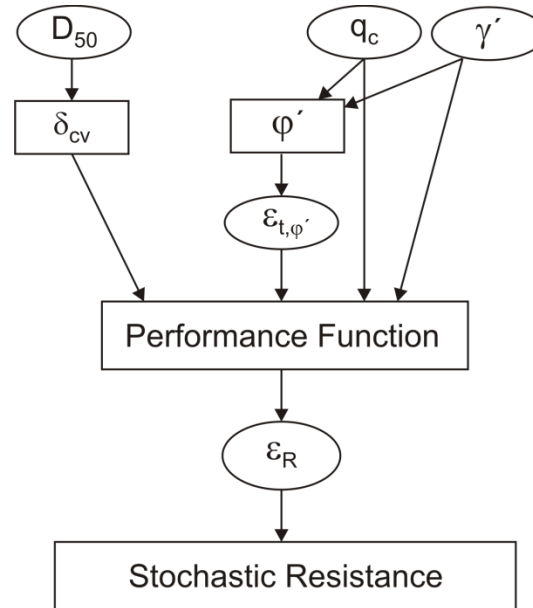 D50 qc γ´
δcv φ´
εt,φ´
Performance Function
εR
Stochastic Resistance